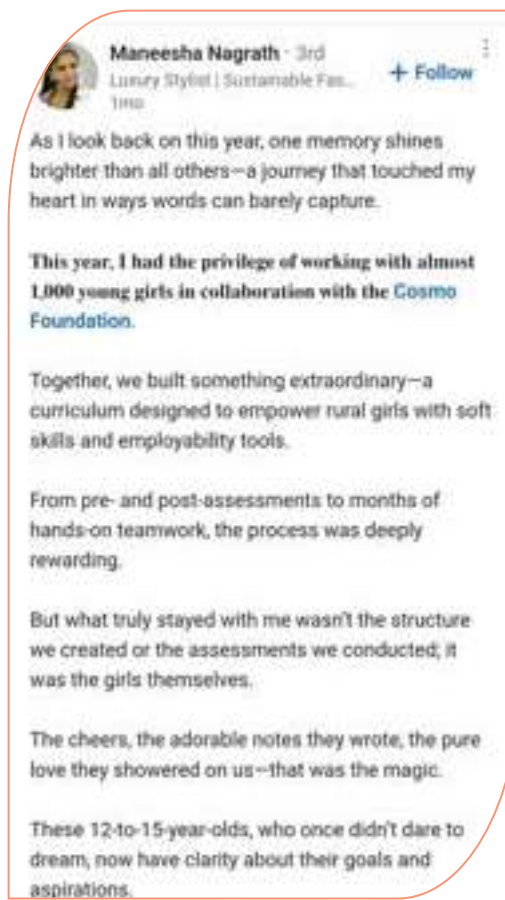 Maneesha Nagrath · 3rd
+ Follow
Luxury Stylist | Sustainable Fas...
1mo
As I look back on this year, one memory shines
brighter than all others—a journey that touched my
heart in ways words can barely capture.
This year, I had the privilege of working with almost
1,000 young girls in collaboration with the Cosmo
Foundation.
Together, we built something extraordinary—a
curriculum designed to empower rural girls with soft
skills and employability tools.
From pre- and post-assessments to months of
hands-on teamwork, the process was deeply
rewarding.
But what truly stayed with me wasn't the structure
we created or the assessments we conducted; it
was the girls themselves.
The cheers, the adorable notes they wrote, the pure
love they showered on us—that was the magic.
These 12-to-15-year-olds, who once didn't dare to
dream, now have clarity about their goals and
aspirations.